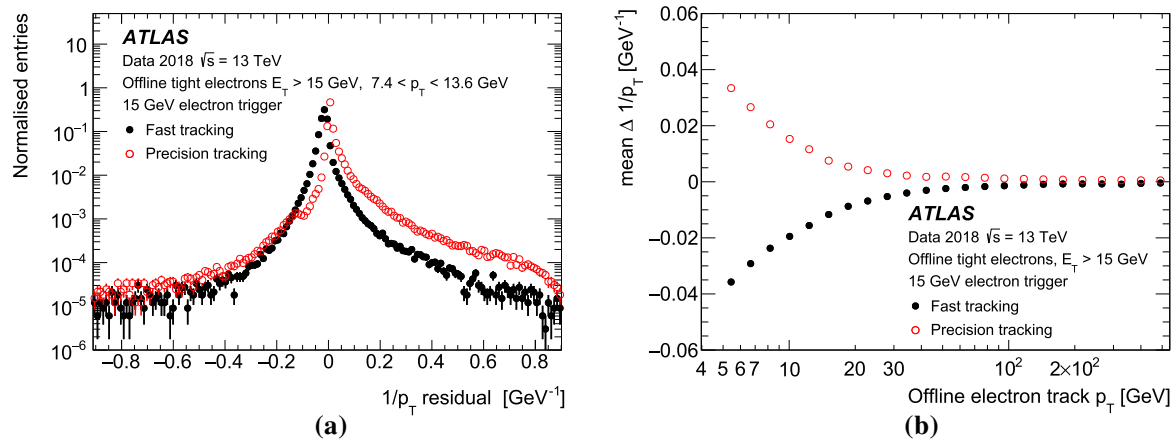 Normalised entries
10
1
10⁻¹
10⁻²
10⁻³
10⁻⁴
10⁻⁵
10⁻⁶
ATLAS
Data 2018 √s = 13 TeV
Offline tight electrons E_T > 15 GeV, 7.4 < p_T < 13.6 GeV
15 GeV electron trigger
Fast tracking
Precision tracking
−0.8 −0.6 −0.4 −0.2 0 0.2 0.4 0.6 0.8
1/p_T residual [GeV⁻¹]
(a)
mean Δ 1/p_T [GeV⁻¹]
0.06
0.04
0.02
0
−0.02
−0.04
−0.06
ATLAS
Data 2018 √s = 13 TeV
Offline tight electrons, E_T > 15 GeV
15 GeV electron trigger
Fast tracking
Precision tracking
4 5 6 7 10 20 30 10² 2×10²
Offline electron track p_T [GeV]
(b)